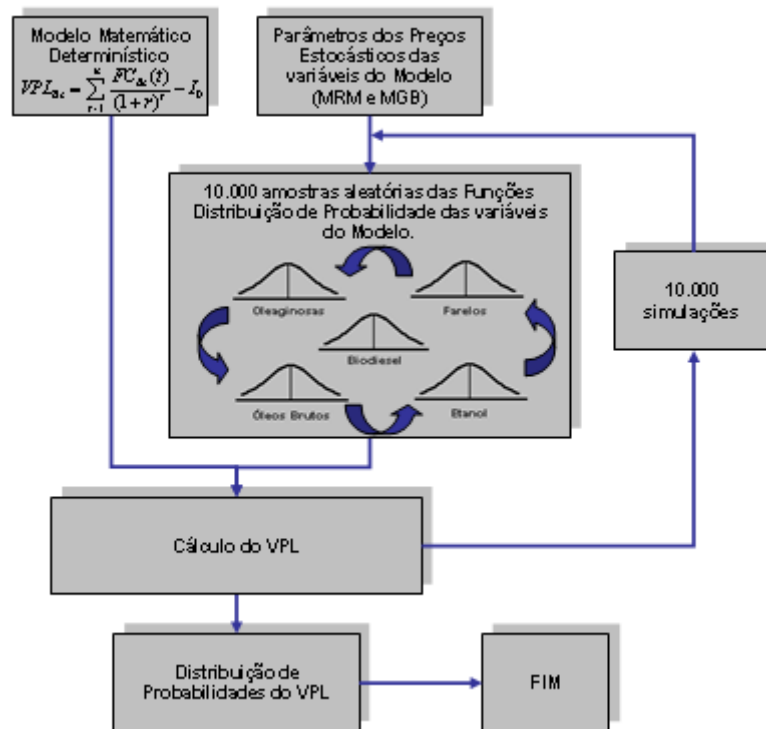 Modelo Matemático
Determinístico
Parâmetros dos Preços
Estocásticos das
variáveis do Modelo
(MRM e MGB)
10.000 amostras aleatórias das Funções
Distribuição de Probabilidade das variáveis
do Modelo.
Oleaginosas
Farelos
Biodiesel
Óleos Brutos
Etanol
10.000
simulações
Cálculo do VPL
Distribuição de
Probabilidades do VPL
FIM